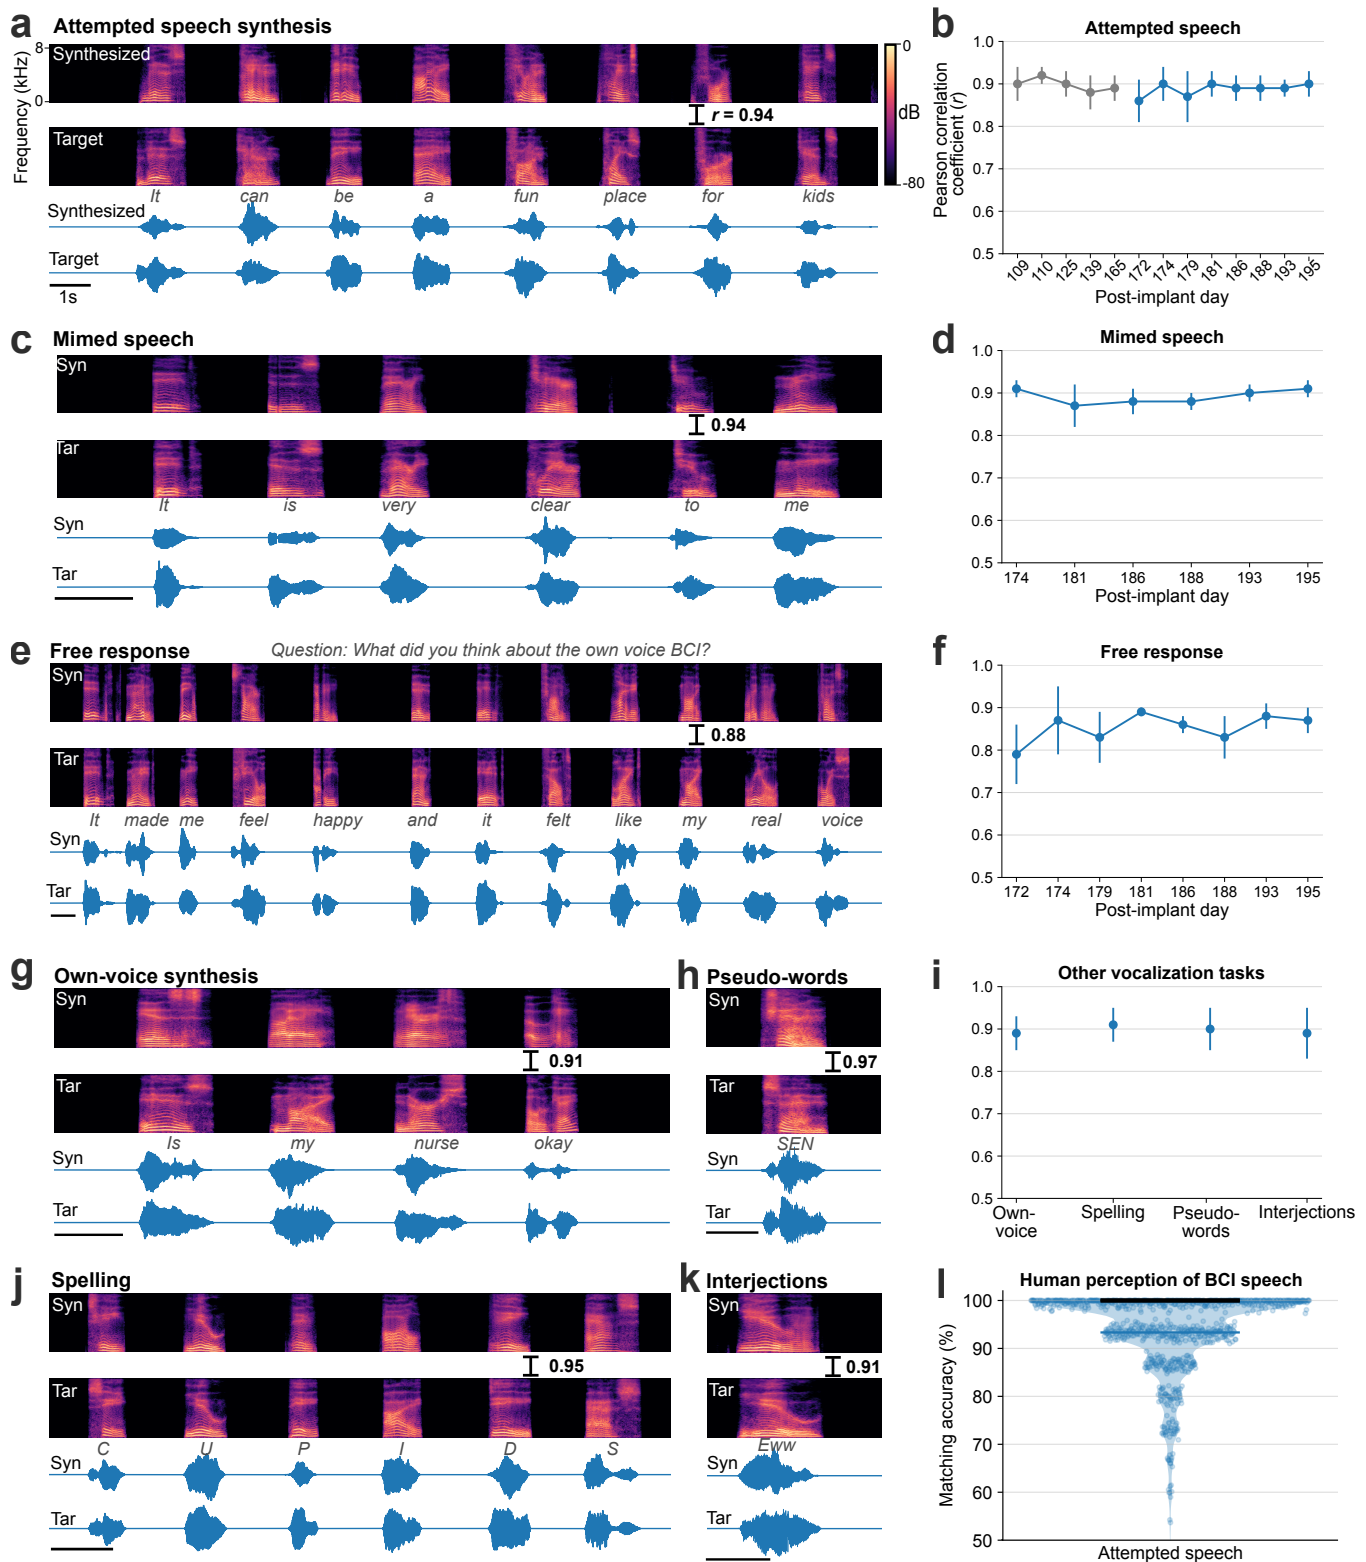 a Attempted speech synthesis
Frequency (kHz)
8
0
Synthesized
0
dB
-80
r = 0.94
Target
It can be a fun place for kids
Synthesized
Target
1s
b Attempted speech
Pearson correlation
coefficient (r)
1.0
0.9
0.8
0.7
0.6
0.5
109 110 125 139 165 172 174 179 181 186 188 193 195
Post-implant day
c Mimed speech
Syn
0.94
Tar
It is very clear to me
Syn
Tar
d Mimed speech
1.0
0.9
0.8
0.7
0.6
0.5
174 181 186 188 193 195
Post-implant day
e Free response
Question: What did you think about the own voice BCI?
Syn
0.88
Tar
It made me feel happy and it felt like my real voice
Syn
Tar
f Free response
1.0
0.9
0.8
0.7
0.6
0.5
172 174 179 181 186 188 193 195
Post-implant day
g Own-voice synthesis
Syn
0.91
Tar
Is my nurse okay
Syn
Tar
h Pseudo-words
Syn
0.97
Tar
SEN
Syn
Tar
i Other vocalization tasks
1.0
0.9
0.8
0.7
0.6
0.5
Own-voice Spelling Pseudo-words Interjections
j Spelling
Syn
0.95
Tar
C U P I D S
Syn
Tar
k Interjections
Syn
0.91
Tar
Eww
Syn
Tar
l Human perception of BCI speech
Matching accuracy (%)
100
90
80
70
60
50
Attempted speech